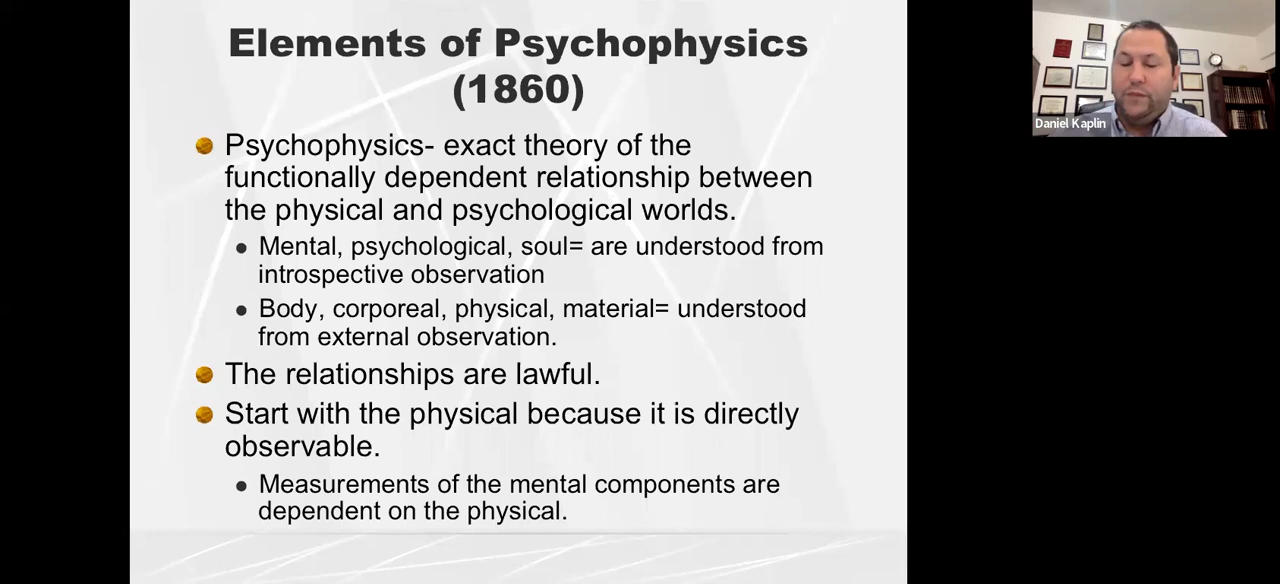 Elements of Psychophysics
(1860)
Psychophysics- exact theory of the
functionally dependent relationship between
the physical and psychological worlds.
Mental, psychological, soul= are understood from
introspective observation
Body, corporeal, physical, material= understood
from external observation.
The relationships are lawful.
Start with the physical because it is directly
observable.
Measurements of the mental components are
dependent on the physical.
Daniel Kaplin